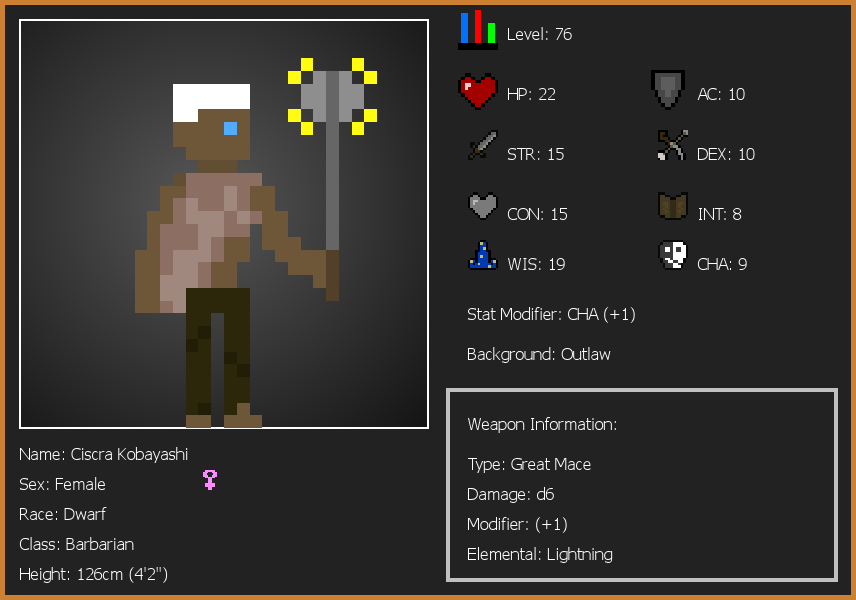 Level: 76
HP: 22
AC: 10
STR: 15
DEX: 10
CON: 15
INT: 8
WIS: 19
CHA: 9
Stat Modifier: CHA (+1)
Background: Outlaw
Name: Ciscra Kobayashi
Sex: Female
Race: Dwarf
Class: Barbarian
Height: 126cm (4'2")
Weapon Information:
Type: Great Mace
Damage: d6
Modifier: (+1)
Elemental: Lightning